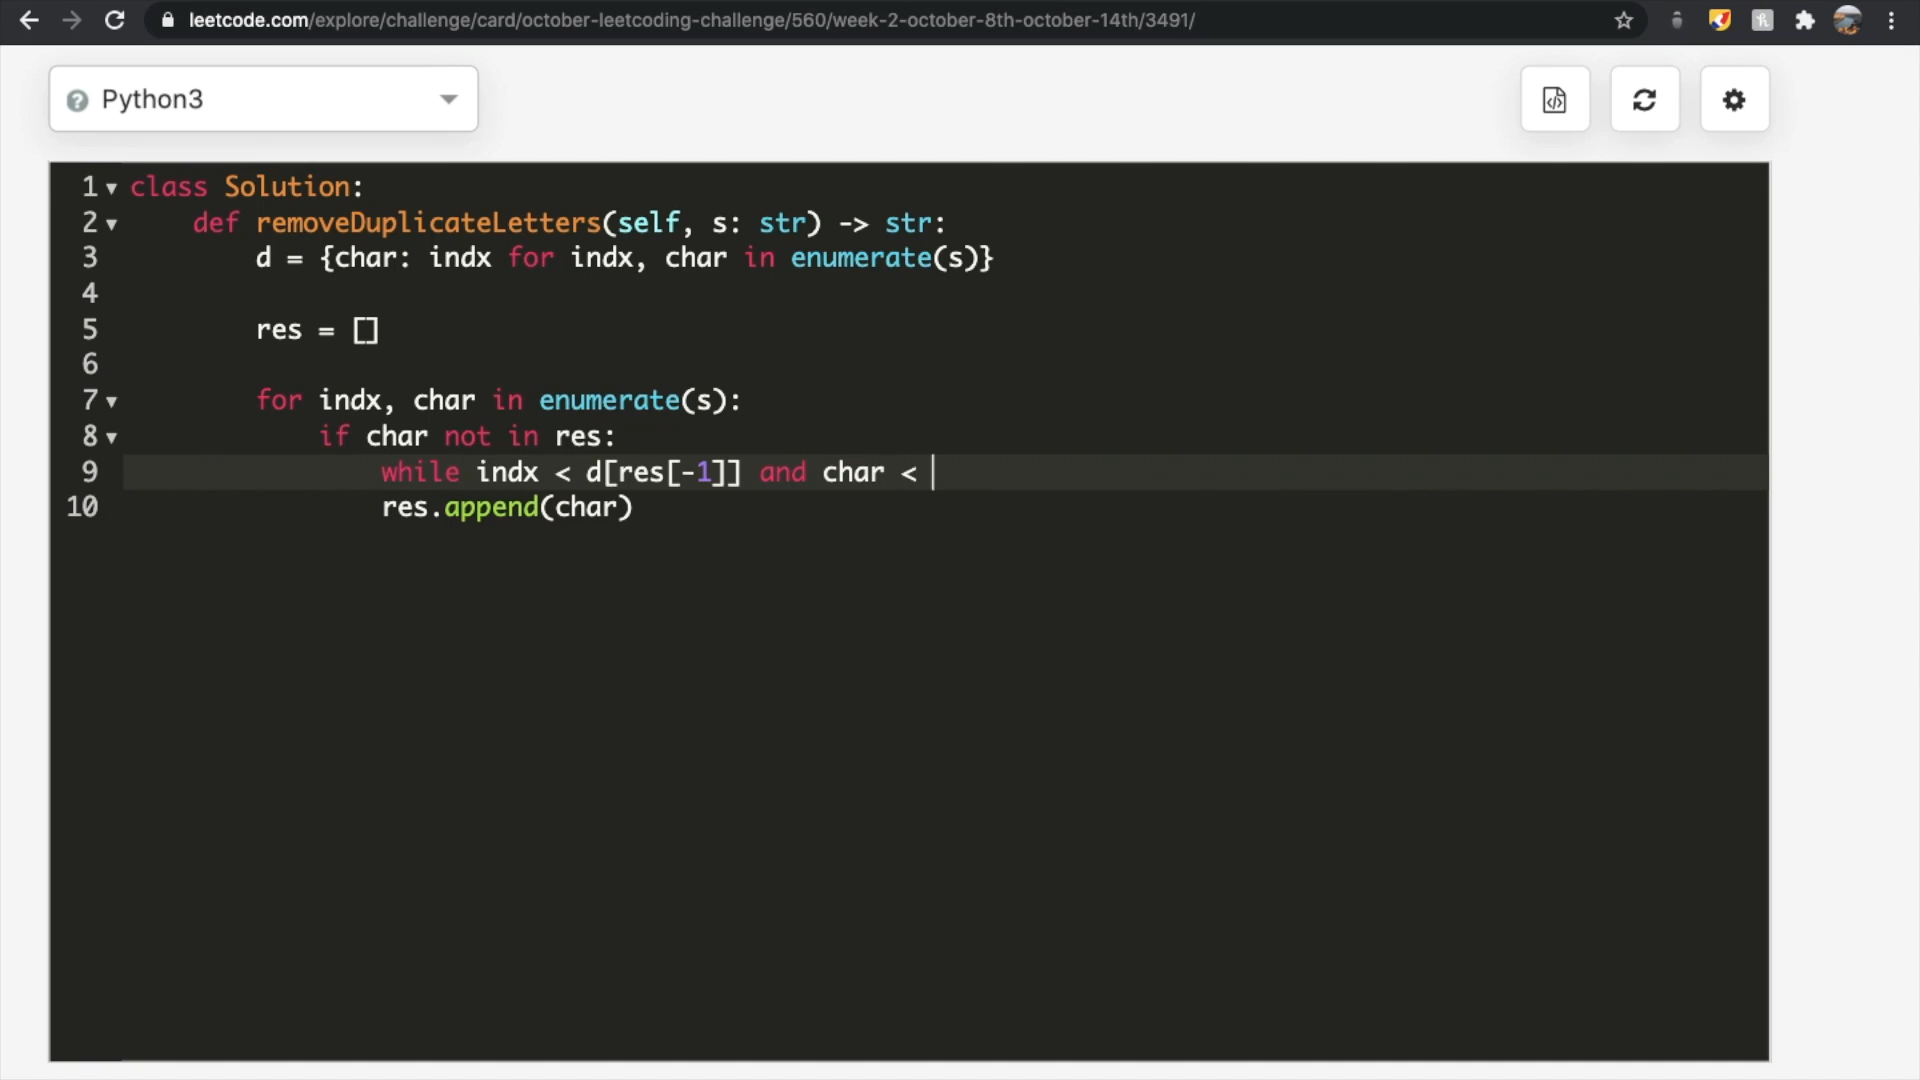 leetcode.com/explore/challenge/card/october-leetcoding-challenge/560/week-2-october-8th-october-14th/3491/
Python3
1 class Solution:
2 def removeDuplicateLetters(self, s: str) -> str:
3 d = {char: indx for indx, char in enumerate(s)}
4
5 res = []
6
7 for indx, char in enumerate(s):
8 if char not in res:
9 while indx < d[res[-1]] and char <
10 res.append(char)